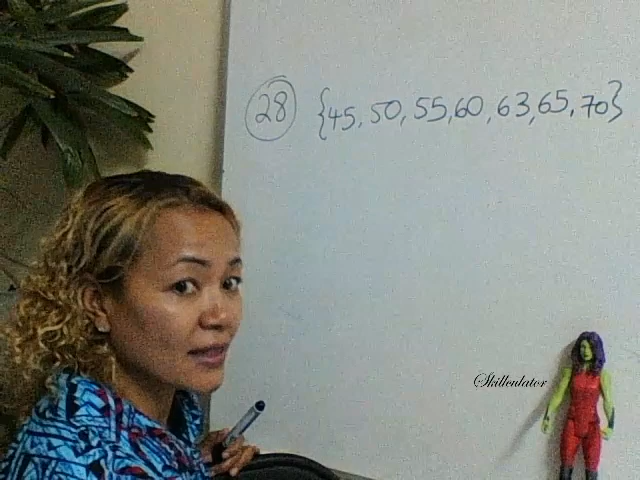 28 {45, 50, 55, 60, 63, 65, 70}
Skillculator